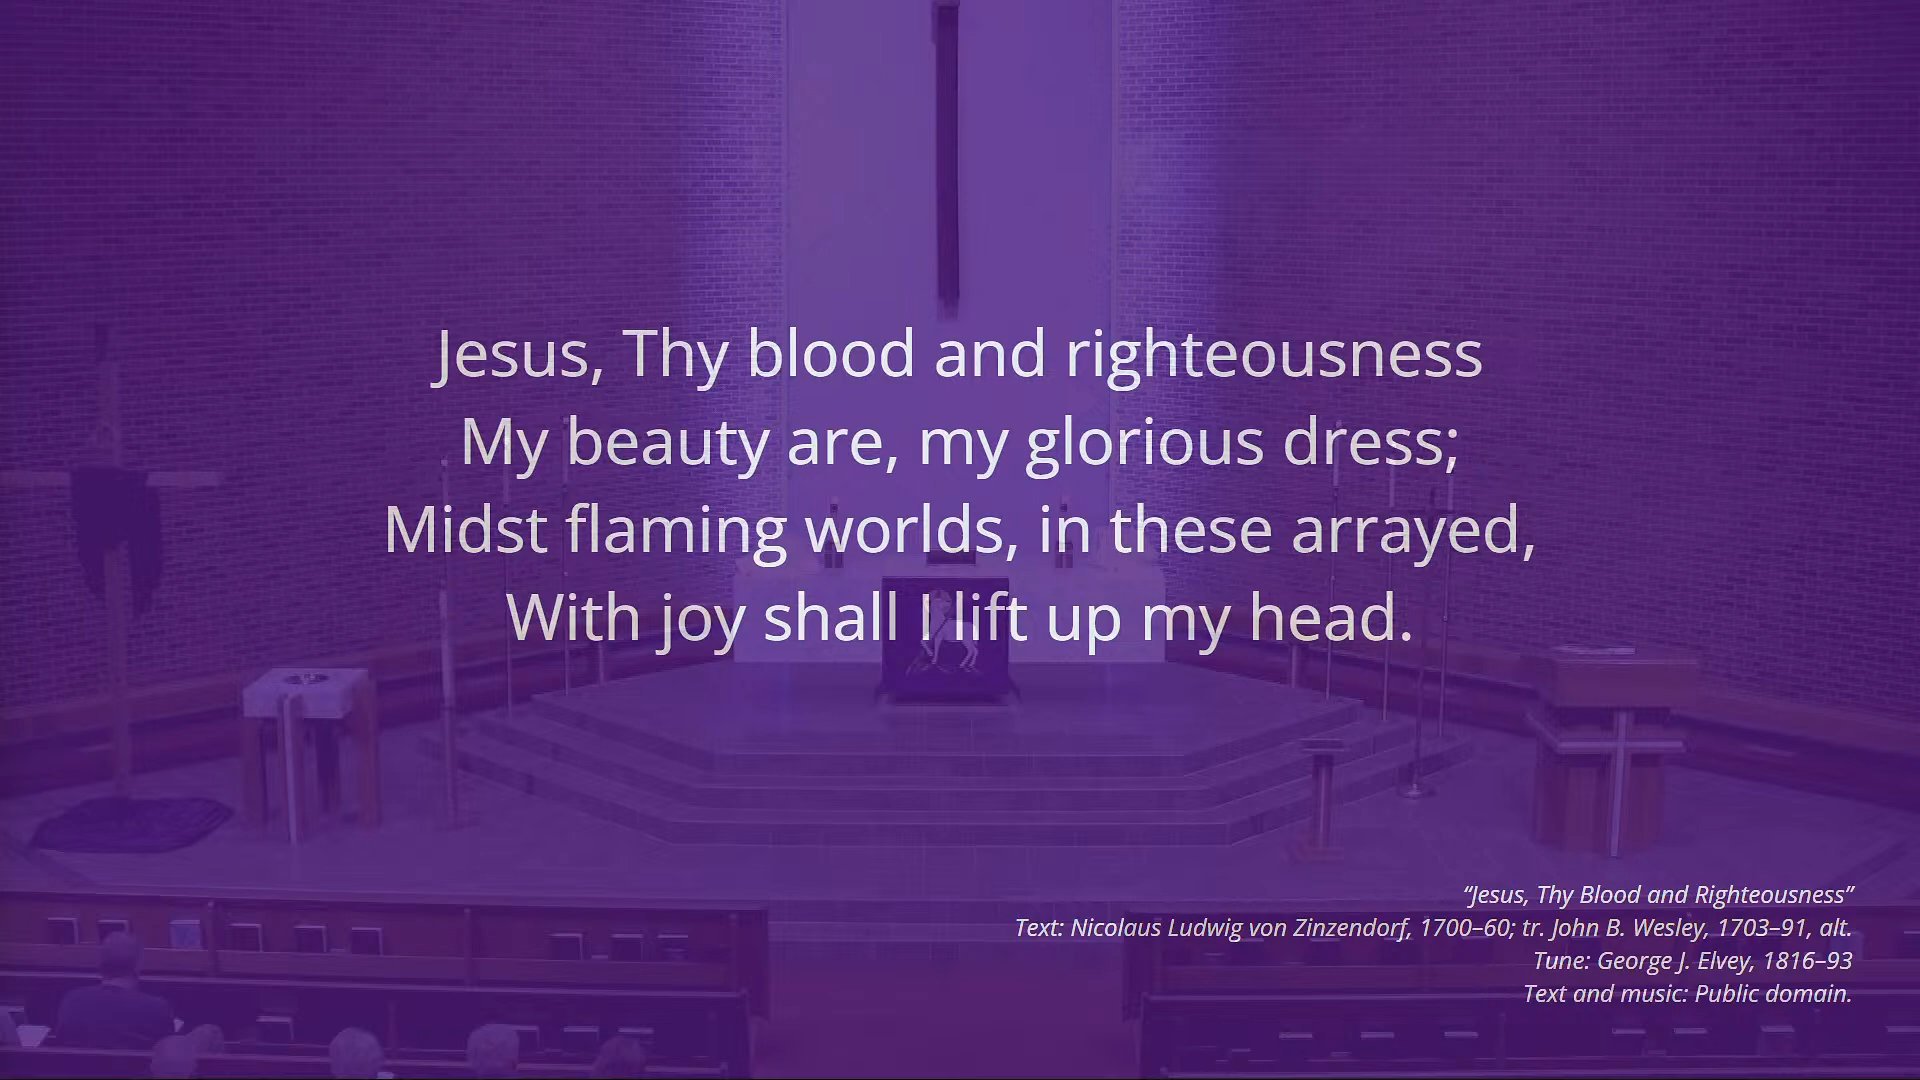 Jesus, Thy blood and righteousness
My beauty are, my glorious dress;
Midst flaming worlds, in these arrayed,
With joy shall I lift up my head.
“Jesus, Thy Blood and Righteousness”
Text: Nicolaus Ludwig von Zinzendorf, 1700–60; tr. John B. Wesley, 1703–91, alt.
Tune: George J. Elvey, 1816–93
Text and music: Public domain.